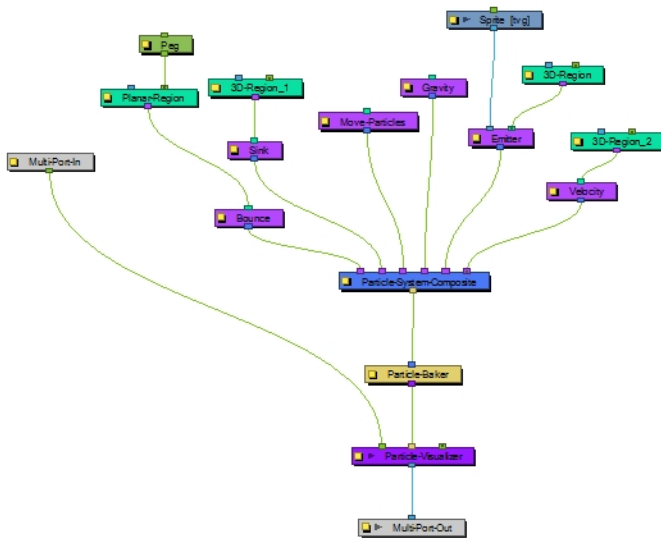 Sprite [tvg]
Peg
3D-Region
Planar-Region
3D-Region_1
Gravity
Move-Particles
Emitter
3D-Region_2
Sink
Multi-Port-In
Velocity
Bounce
Particle-System-Composite
Particle-Baker
Particle-Visualizer
Multi-Port-Out